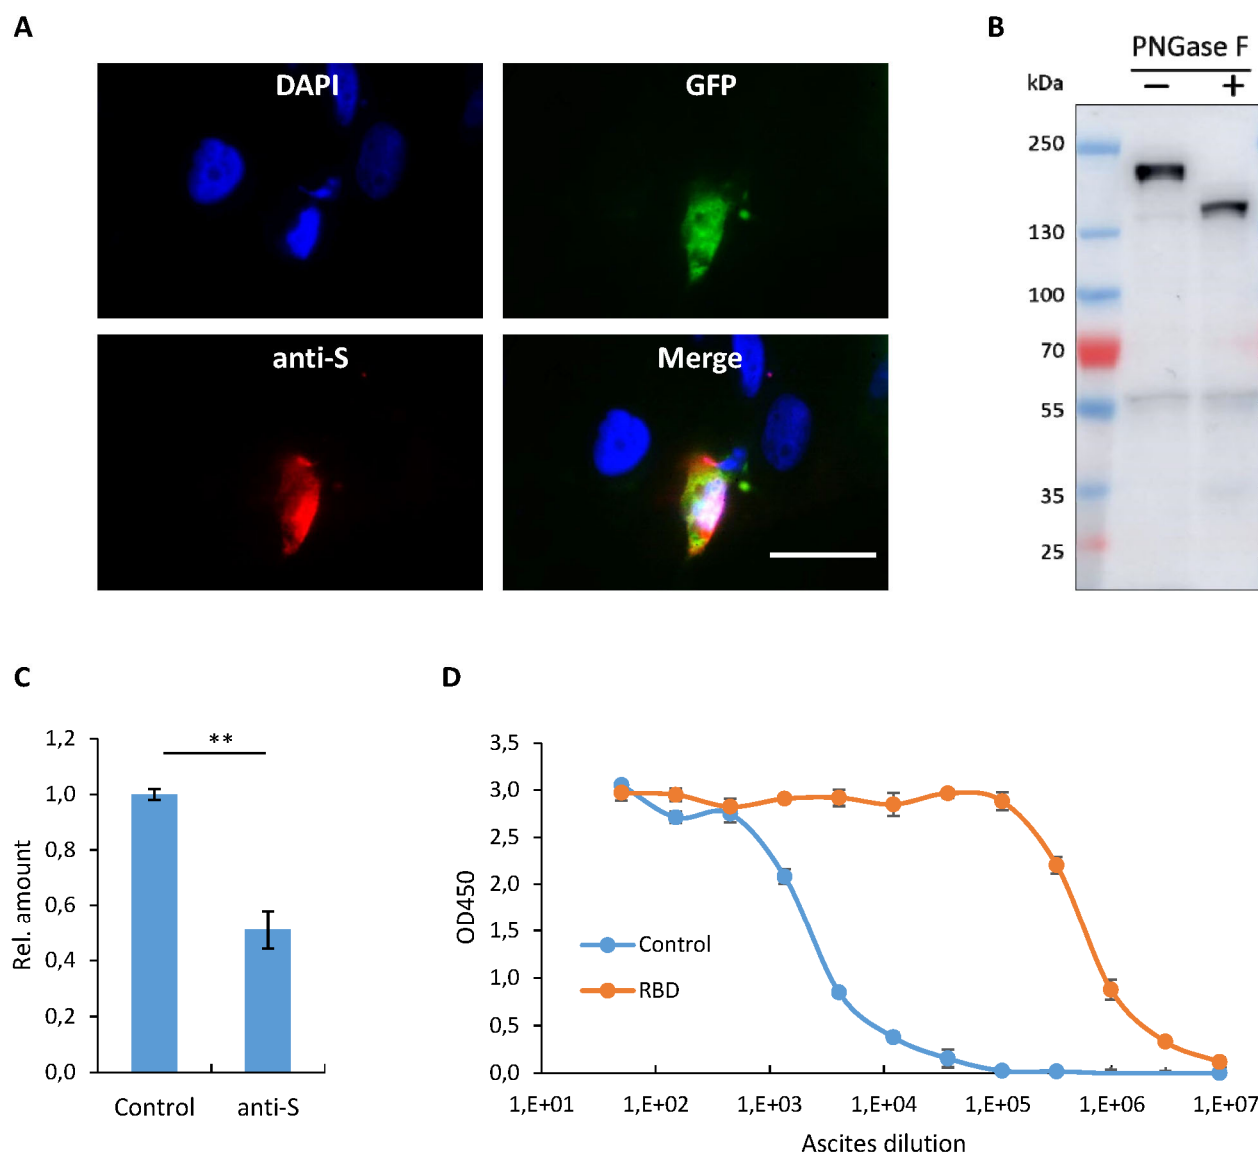 A
DAPI
GFP
anti-S
Merge
B
PNGase F
kDa
− +
250
130
100
70
55
35
25
C
**
1,2
1,0
0,8
0,6
0,4
0,2
0,0
Rel. amount
Control anti-S
D
3,5
3,0
2,5
2,0
1,5
1,0
0,5
0,0
OD450
Control
RBD
1,E+01 1,E+02 1,E+03 1,E+04 1,E+05 1,E+06 1,E+07
Ascites dilution